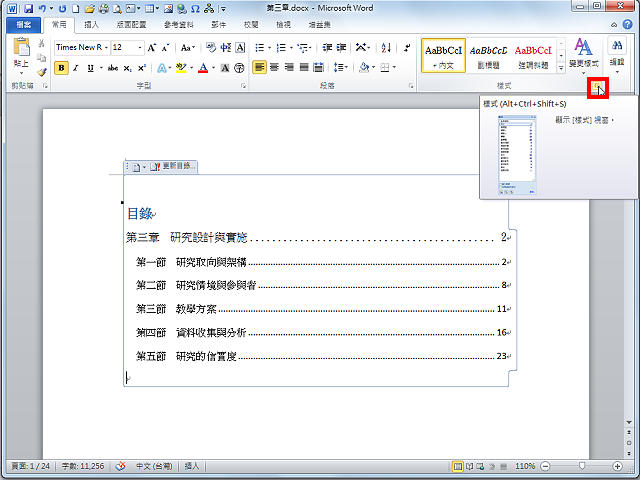 第三章.docx - Microsoft Word
檔案 常用 插入 版面配置 參考資料 郵件 校閱 檢視 增益集
貼上
Times New R 12
AaBbCcI AaBbCcD AaBbCcI
內文 副標題 強調斜體
變更樣式 編輯
剪貼簿 字型 段落 樣式
樣式 (Alt+Ctrl+Shift+S)
顯示 [樣式] 視窗。
更新目錄...
目錄
第三章 研究設計與實施 2
第一節 研究取向與架構 2
第二節 研究情境與參與者 8
第三節 教學方案 11
第四節 資料收集與分析 16
第五節 研究的信實度 23
頁面: 1 / 24 字數: 11,256 中文 (台灣) 插入 110%